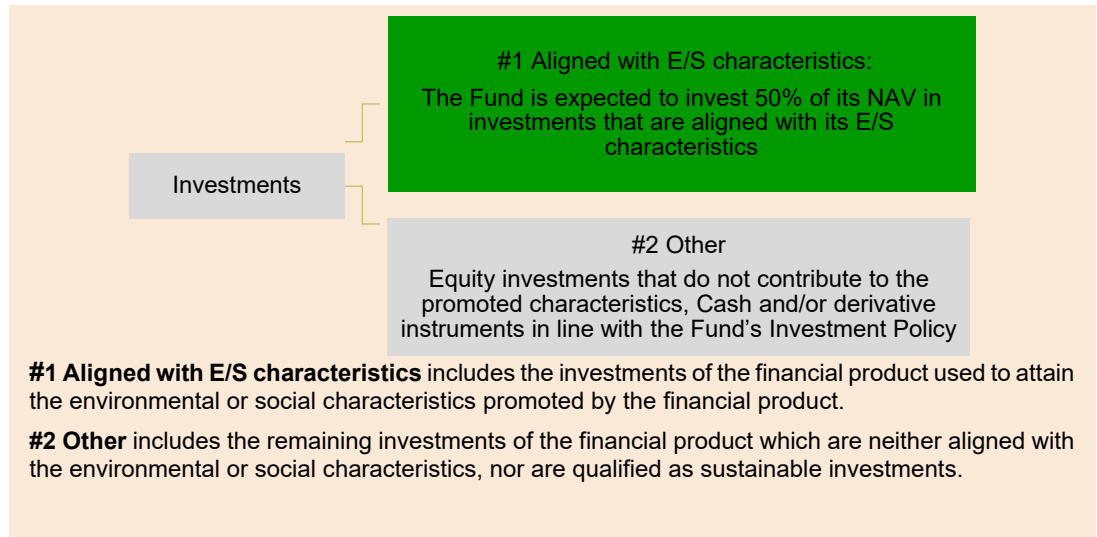 #1 Aligned with E/S characteristics:
The Fund is expected to invest 50% of its NAV in
investments that are aligned with its E/S
characteristics
Investments
#2 Other
Equity investments that do not contribute to the
promoted characteristics, Cash and/or derivative
instruments in line with the Fund’s Investment Policy
#1 Aligned with E/S characteristics includes the investments of the financial product used to attain
the environmental or social characteristics promoted by the financial product.
#2 Other includes the remaining investments of the financial product which are neither aligned with
the environmental or social characteristics, nor are qualified as sustainable investments.